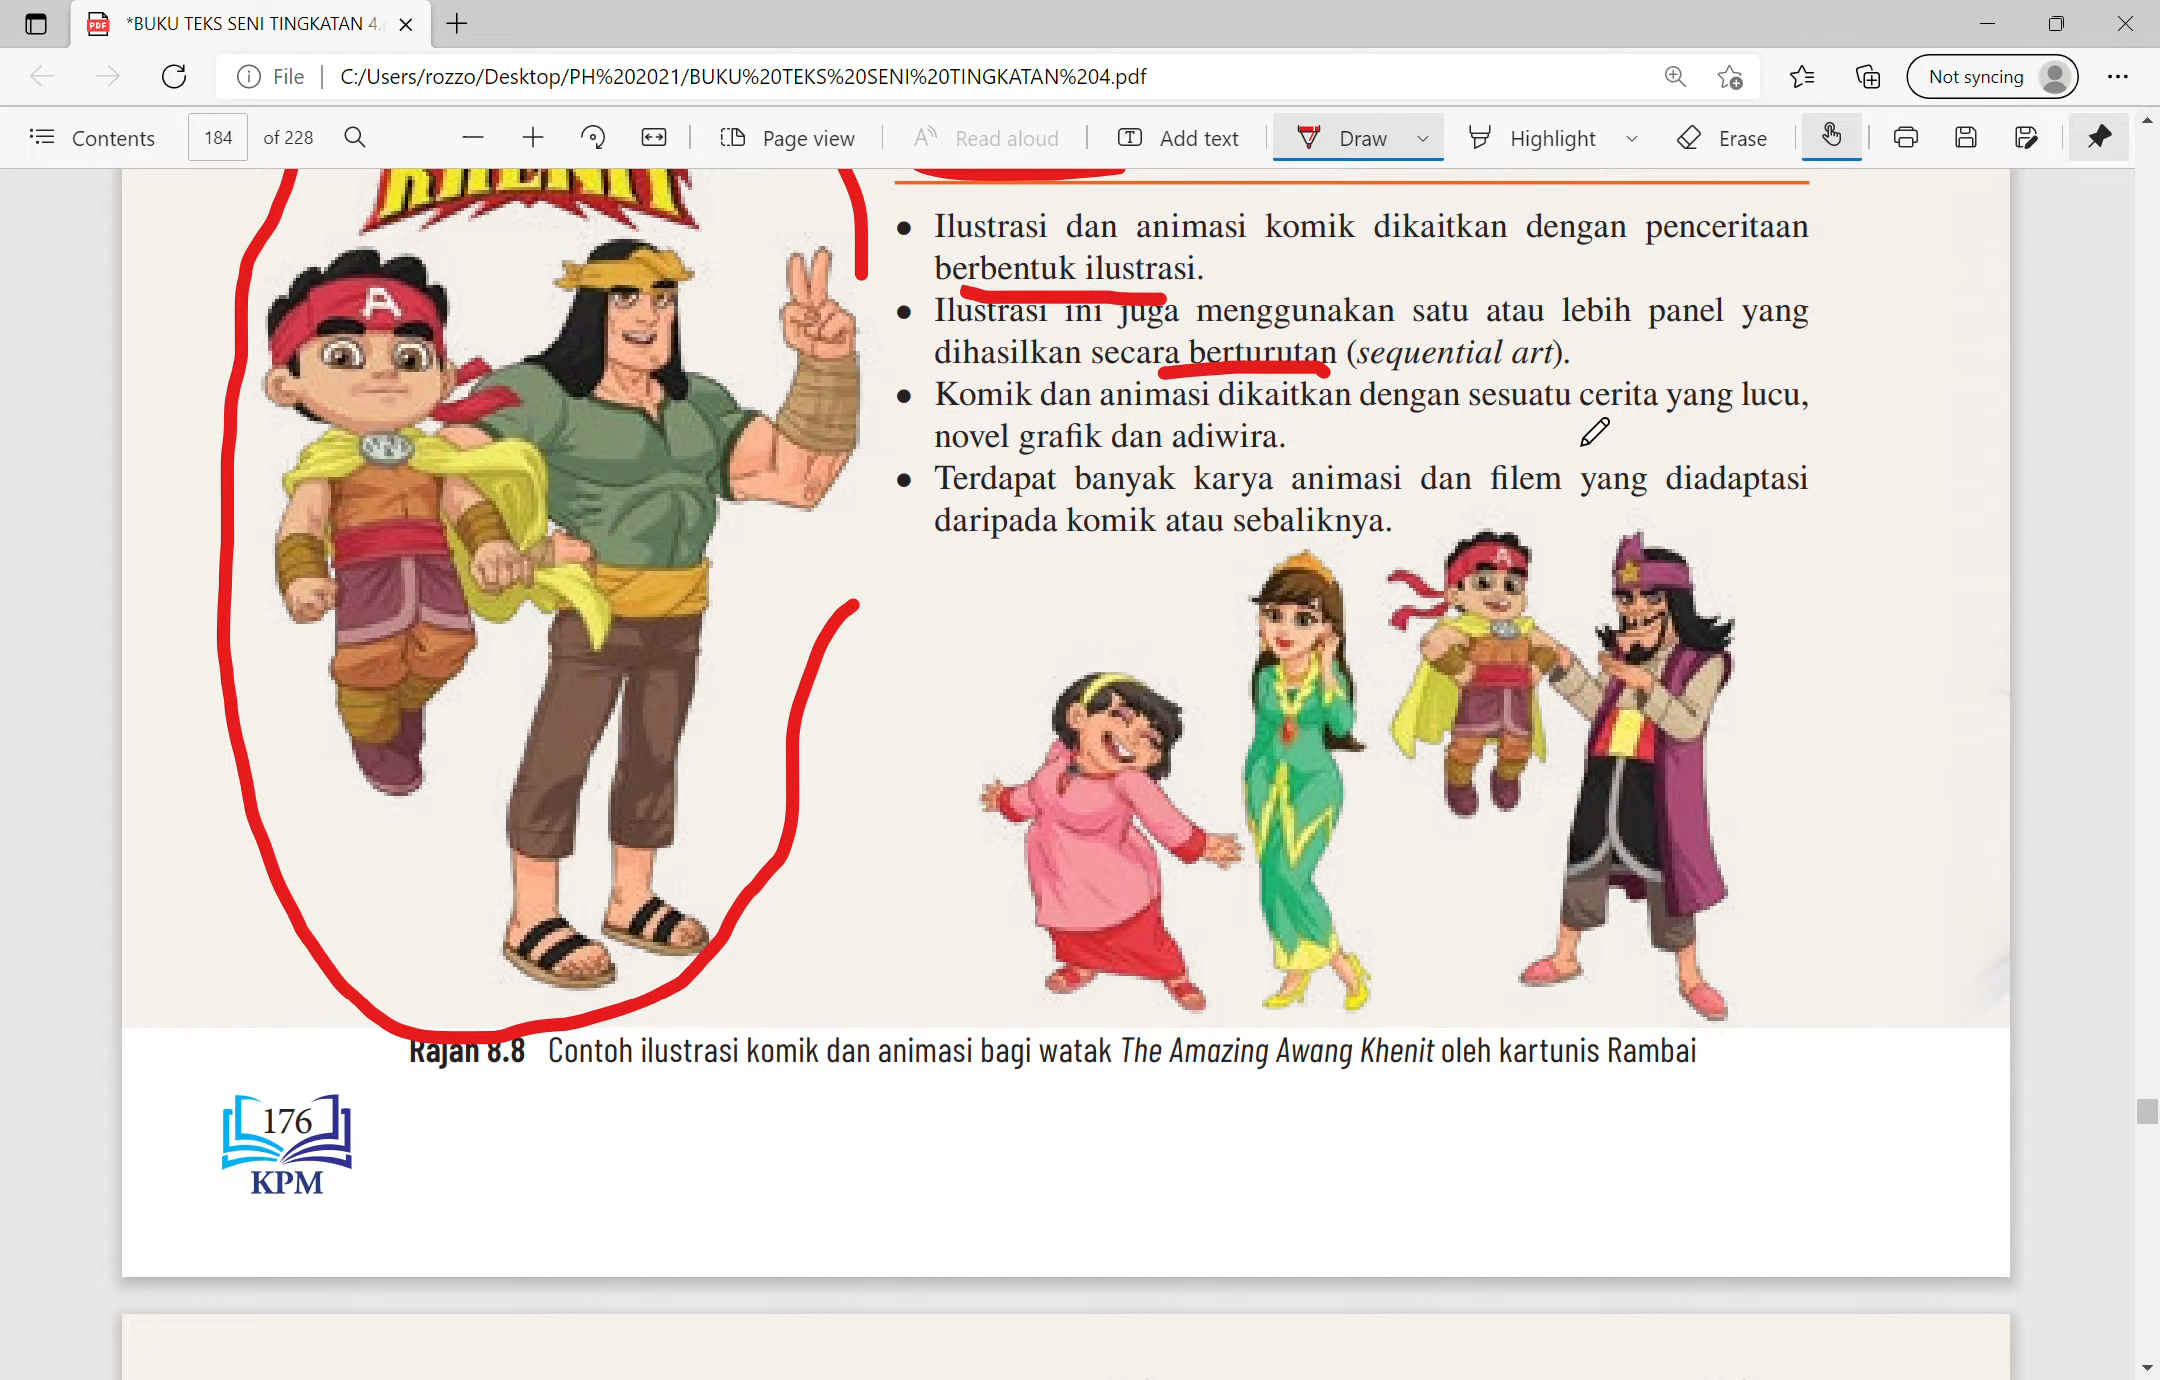 *BUKU TEKS SENI TINGKATAN 4.
File C:/Users/rozzo/Desktop/PH%202021/BUKU%20TEKS%20SENI%20TINGKATAN%204.pdf
Not syncing
Contents 184 of 228 Page view Read aloud Add text Draw Highlight Erase
KHENIT
• Ilustrasi dan animasi komik dikaitkan dengan penceritaan
berbentuk ilustrasi.
• Ilustrasi ini juga menggunakan satu atau lebih panel yang
dihasilkan secara berturutan (sequential art).
• Komik dan animasi dikaitkan dengan sesuatu cerita yang lucu,
novel grafik dan adiwira.
• Terdapat banyak karya animasi dan filem yang diadaptasi
daripada komik atau sebaliknya.
A
A
Rajah 8.8 Contoh ilustrasi komik dan animasi bagi watak The Amazing Awang Khenit oleh kartunis Rambai
176
KPM